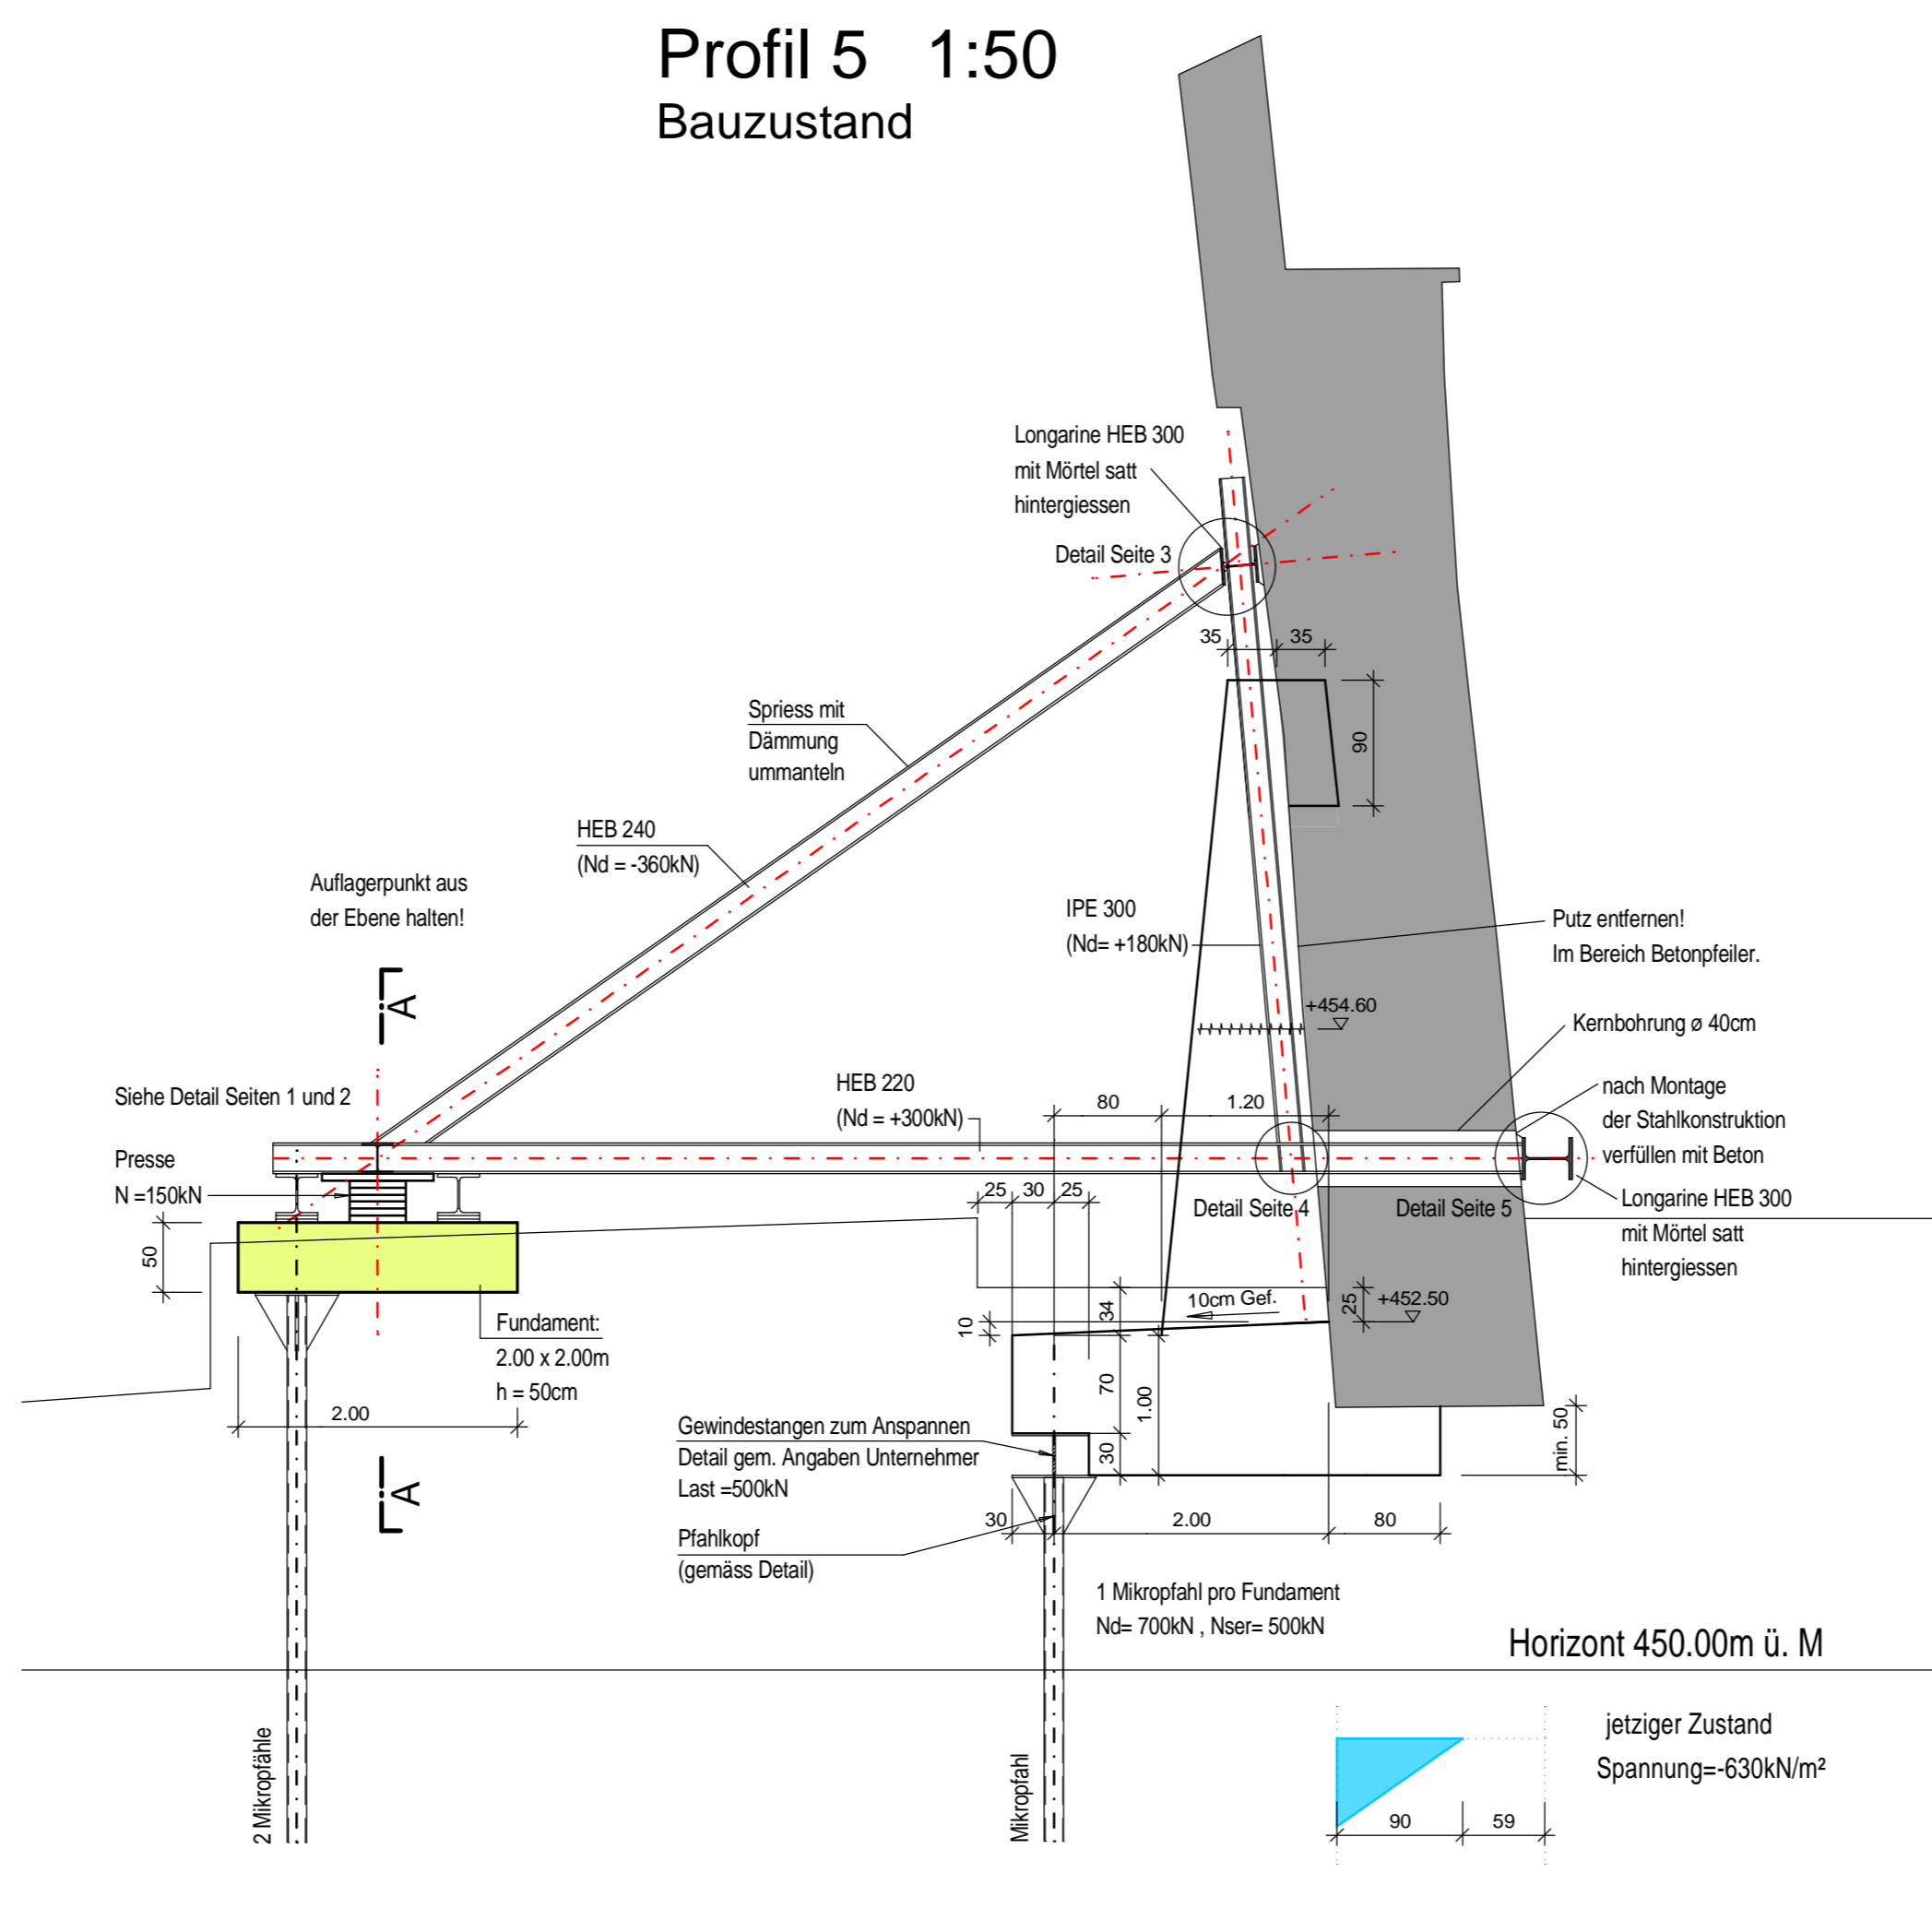 Profil 5 1:50
Bauzustand
Longarine HEB 300
mit Mörtel satt
hintergiessen
Detail Seite 3
35
35
90
Spriess mit
Dämmung
ummanteln
HEB 240
(Nd = -360kN)
Auflagerpunkt aus
der Ebene halten!
IPE 300
(Nd= +180kN)
Putz entfernen!
Im Bereich Betonpfeiler.
A
+454.60
Kernbohrung ø 40cm
Siehe Detail Seiten 1 und 2
HEB 220
(Nd = +300kN)
80
1.20
nach Montage
der Stahlkonstruktion
verfüllen mit Beton
Presse
N =150kN
25
30
25
Detail Seite 4
Detail Seite 5
Longarine HEB 300
mit Mörtel satt
hintergiessen
50
10cm Gef.
25
+452.50
34
10
Fundament:
2.00 x 2.00m
h = 50cm
2.00
70
1.00
30
min. 50
Gewindestangen zum Anspannen
Detail gem. Angaben Unternehmer
Last =500kN
A
30
2.00
80
Pfahlkopf
(gemäss Detail)
1 Mikropfahl pro Fundament
Nd= 700kN , Nser= 500kN
Horizont 450.00m ü. M
2 Mikropfähle
Mikropfahl
jetziger Zustand
Spannung=-630kN/m²
90
59